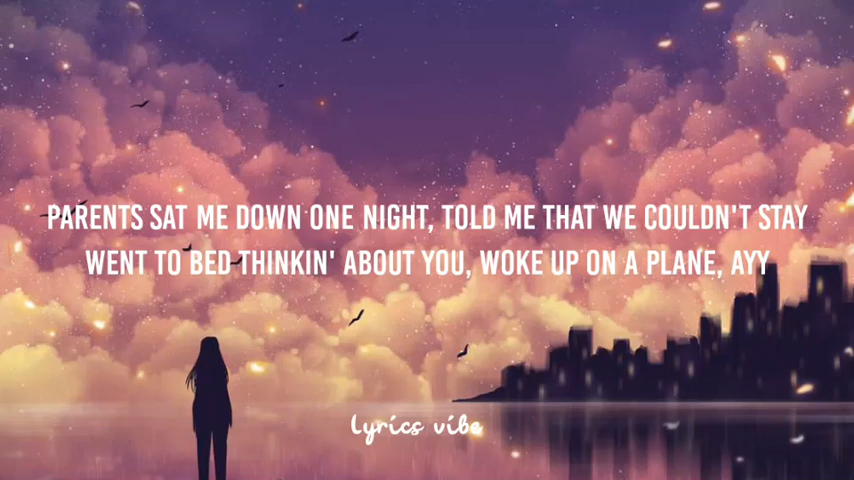 PARENTS SAT ME DOWN ONE NIGHT, TOLD ME THAT WE COULDN'T STAY
WENT TO BED THINKIN' ABOUT YOU, WOKE UP ON A PLANE, AYY
Lyrics vibe